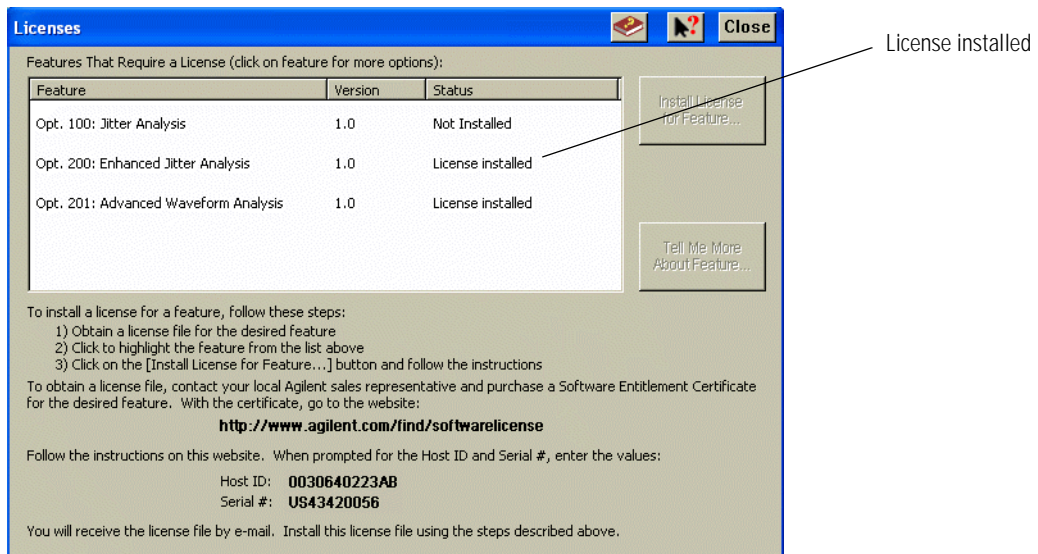 Licenses
Close
License installed
Features That Require a License (click on feature for more options):
Feature Version Status
Opt. 100: Jitter Analysis 1.0 Not Installed
Opt. 200: Enhanced Jitter Analysis 1.0 License installed
Opt. 201: Advanced Waveform Analysis 1.0 License installed
Install License
for Feature...
Tell Me More
About Feature...
To install a license for a feature, follow these steps:
1) Obtain a license file for the desired feature
2) Click to highlight the feature from the list above
3) Click on the [Install License for Feature...] button and follow the instructions
To obtain a license file, contact your local Agilent sales representative and purchase a Software Entitlement Certificate
for the desired feature. With the certificate, go to the website:
http://www.agilent.com/find/softwarelicense
Follow the instructions on this website. When prompted for the Host ID and Serial #, enter the values:
Host ID: 0030640223AB
Serial #: US43420056
You will receive the license file by e-mail. Install this license file using the steps described above.